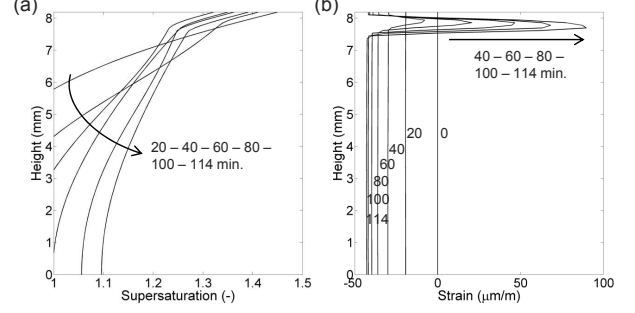 (a)
8
7
6
5
4
3
2
1
0
Height (mm)
20 – 40 – 60 – 80 –
100 – 114 min.
1 1.1 1.2 1.3 1.4 1.5
Supersaturation (-)
(b)
8
7
6
5
4
3
2
1
0
Height (mm)
40 – 60 – 80 –
100 – 114 min.
0
20
40
60
80
100
114
-50 0 50 100
Strain (μm/m)